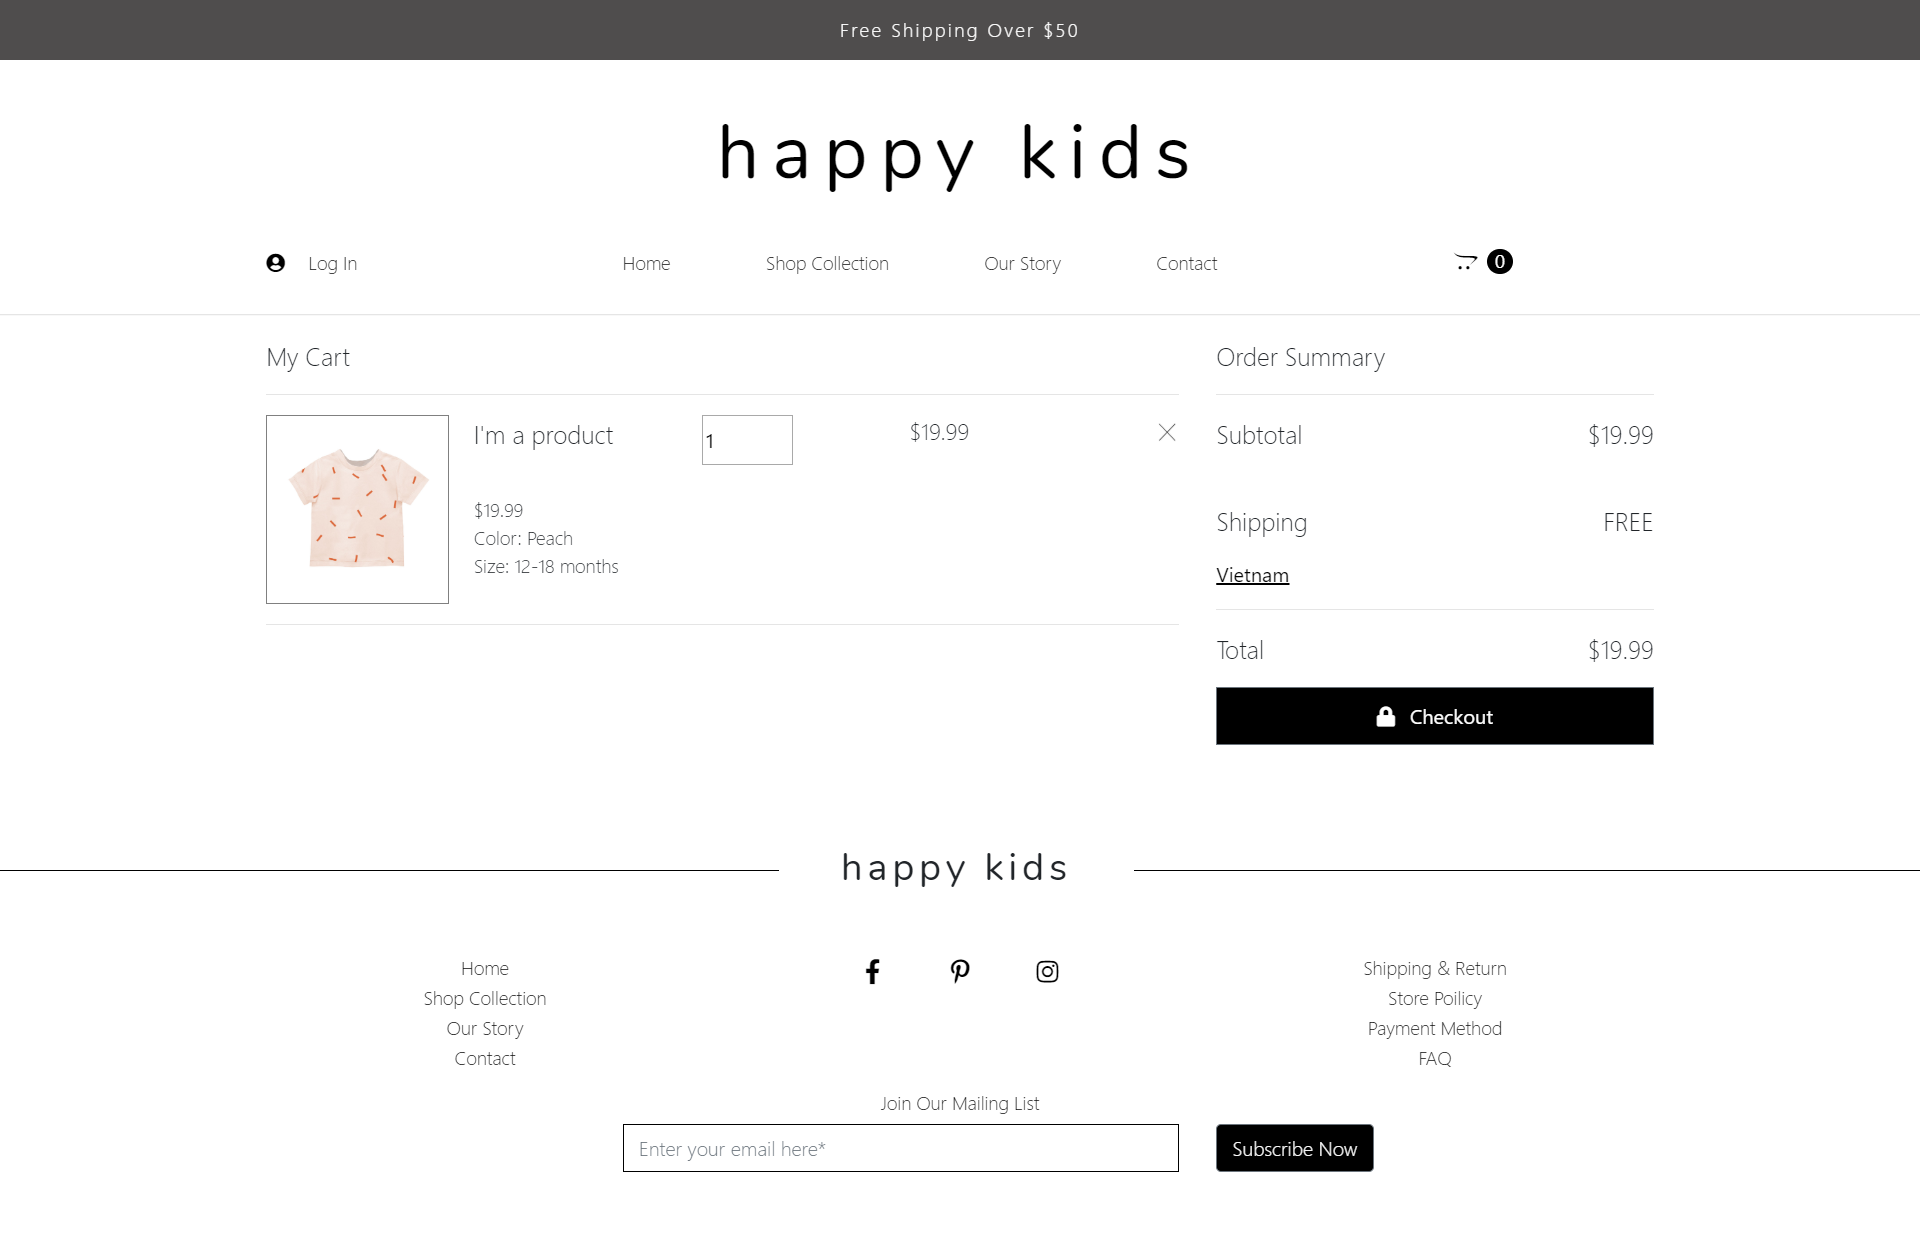 Free Shipping Over $50
happy kids
Log In
Home
Shop Collection
Our Story
Contact
0
My Cart
Order Summary
I'm a product
1
$19.99
$19.99
Color: Peach
Size: 12-18 months
Subtotal
$19.99
Shipping
FREE
Vietnam
Total
$19.99
Checkout
happy kids
Home
Shop Collection
Our Story
Contact
Shipping & Return
Store Poilicy
Payment Method
FAQ
Join Our Mailing List
Enter your email here*
Subscribe Now